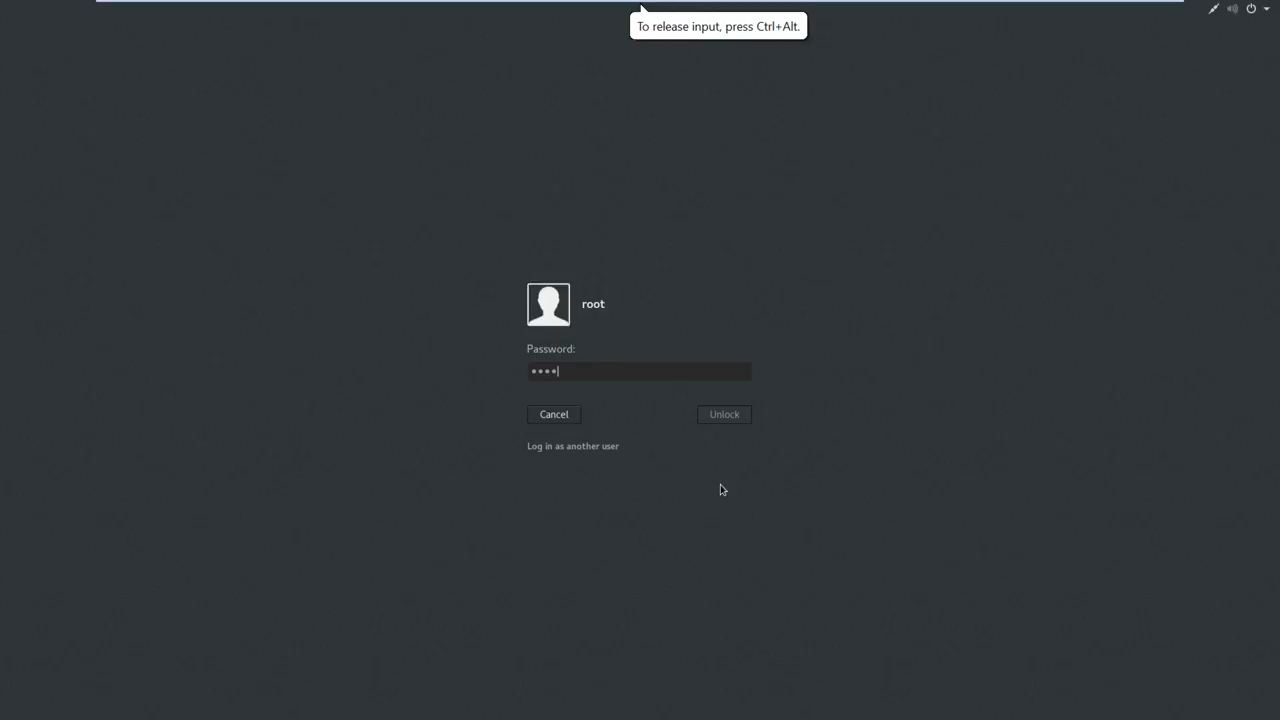 To release input, press Ctrl+Alt.
root
Password:
••••
Cancel
Unlock
Log in as another user